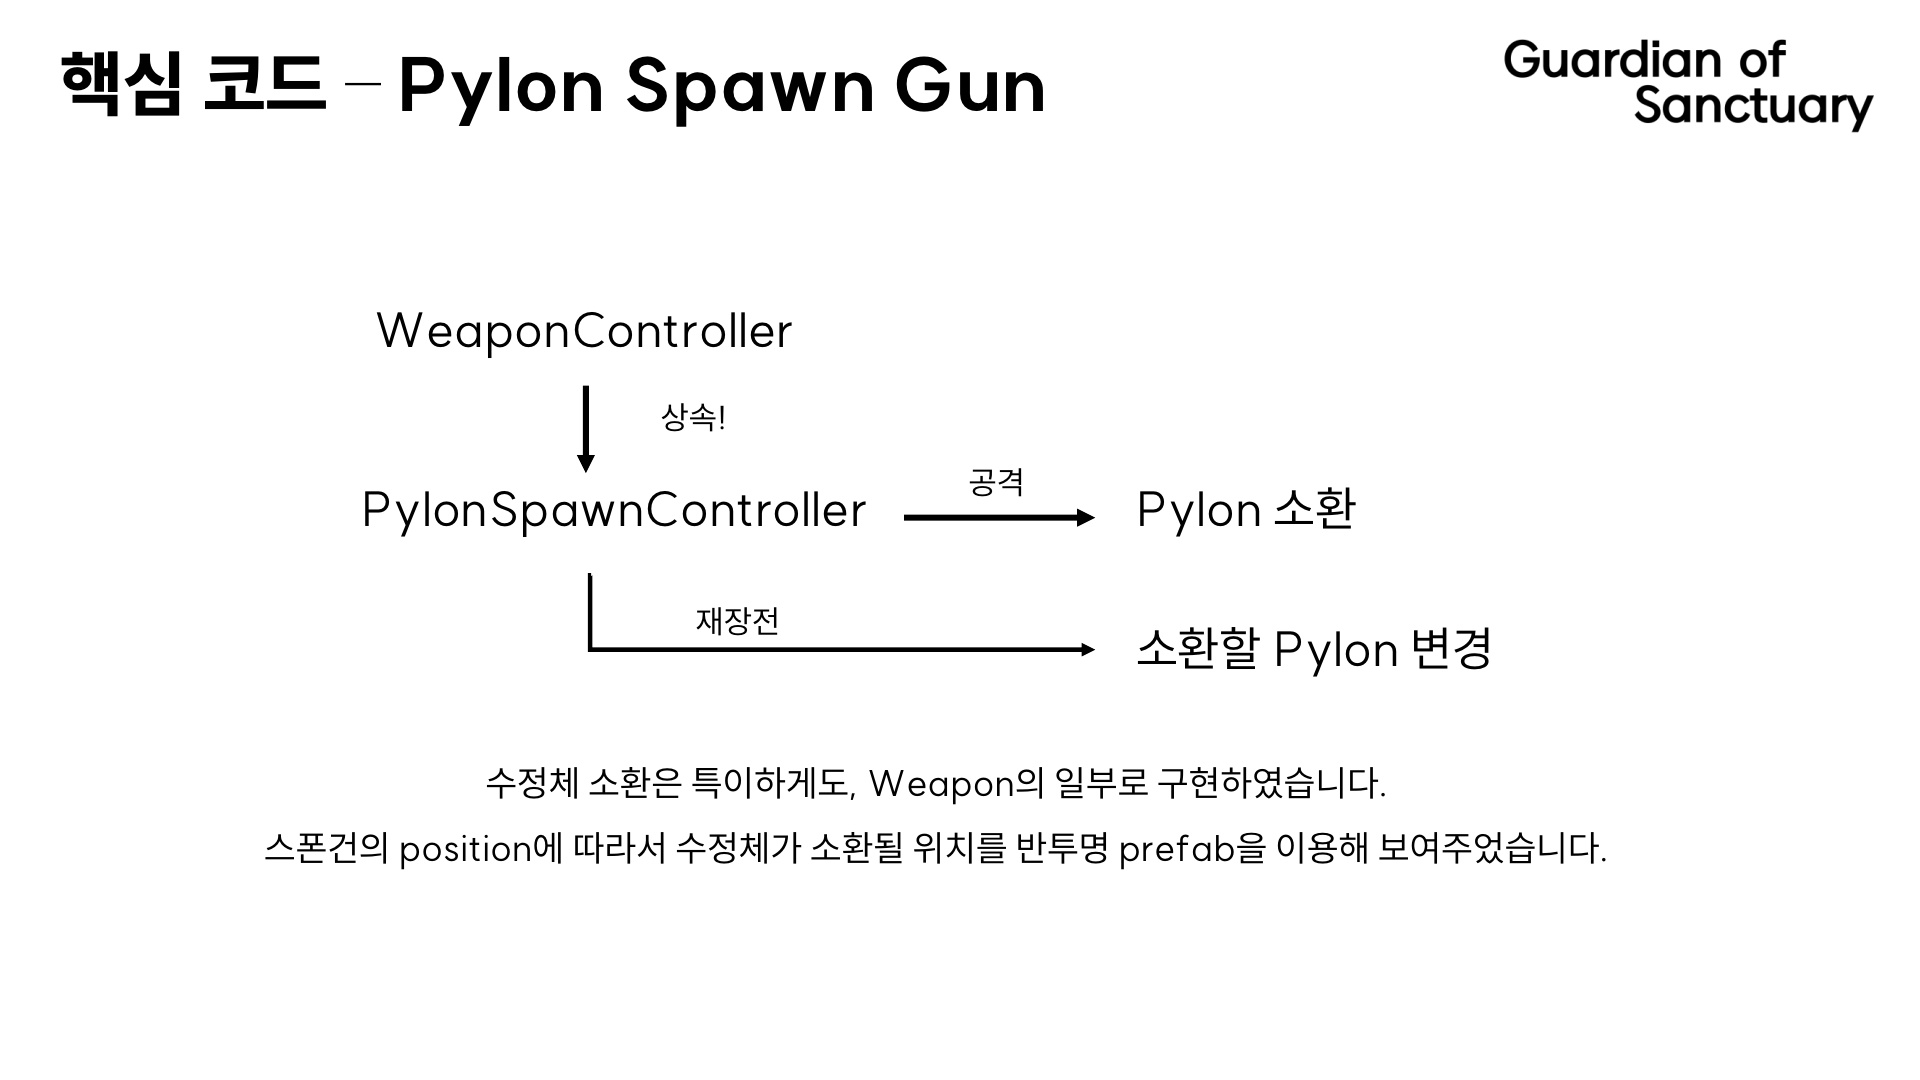 핵심 코드 – Pylon Spawn Gun
Guardian of
Sanctuary
WeaponController
상속!
공격
PylonSpawnController
Pylon 소환
재장전
소환할 Pylon 변경
수정체 소환은 특이하게도, Weapon의 일부로 구현하였습니다.
스폰건의 position에 따라서 수정체가 소환될 위치를 반투명 prefab을 이용해 보여주었습니다.